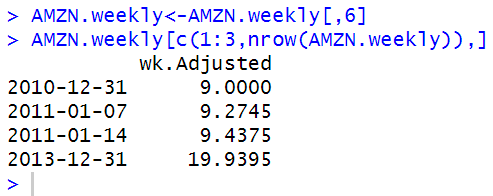 > AMZN.weekly<-AMZN.weekly[,6]
> AMZN.weekly[c(1:3,nrow(AMZN.weekly)),]
wk.Adjusted
2010-12-31 9.0000
2011-01-07 9.2745
2011-01-14 9.4375
2013-12-31 19.9395
>